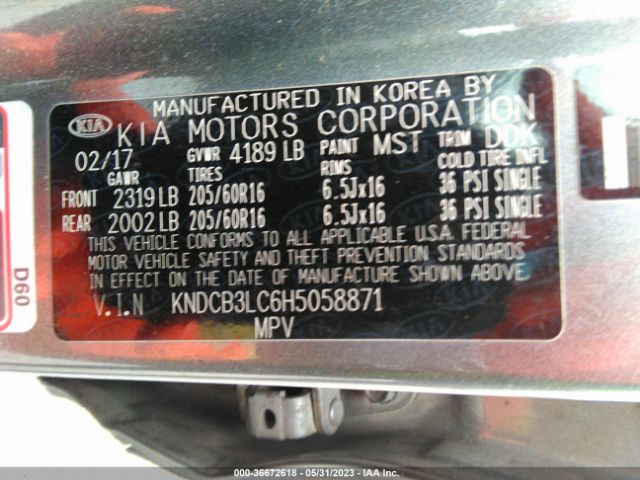 MANUFACTURED IN KOREA BY
KIA KIA MOTORS CORPORATION
02/17 GVWR 4189 LB PAINT MST TRIM DDK
GAWR TIRES RIMS COLD TIRE INFL
FRONT 2319 LB 205/60R16 6.5Jx16 36 PSI SINGLE
REAR 2002 LB 205/60R16 6.5Jx16 36 PSI SINGLE
THIS VEHICLE CONFORMS TO ALL APPLICABLE U.S.A. FEDERAL
MOTOR VEHICLE SAFETY AND THEFT PREVENTION STANDARDS
IN EFFECT ON THE DATE OF MANUFACTURE SHOWN ABOVE.
V.I.N KNDCB3LC6H5058871
MPV
D60
000-36672618 - 05/31/2023 - IAA Inc.